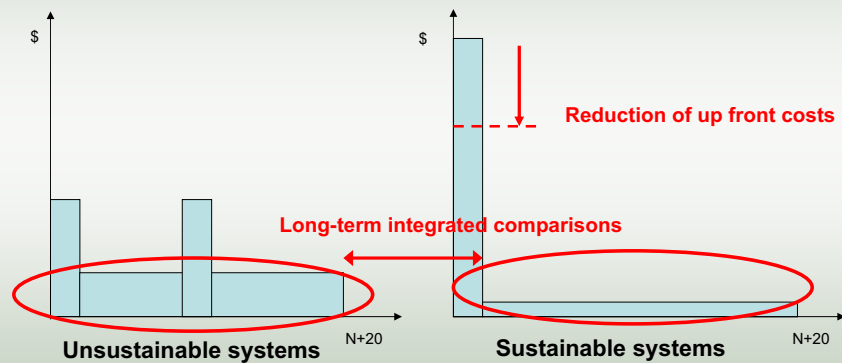 $
$
Reduction of up front costs
Long-term integrated comparisons
N+20
N+20
Unsustainable systems
Sustainable systems